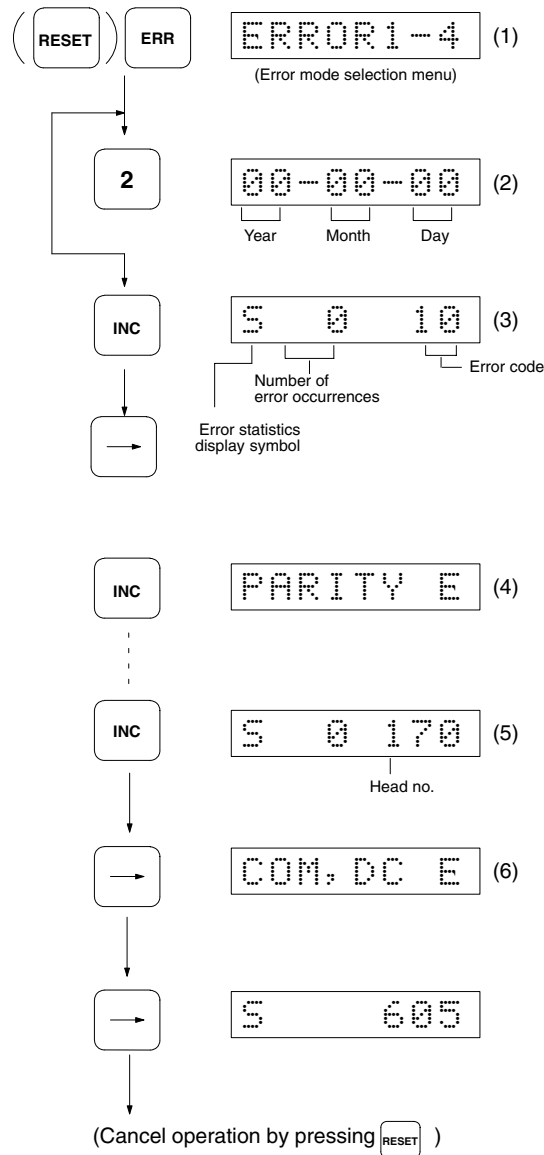 ( RESET ) ERR ERROR1-4 (1)
(Error mode selection menu)
2 00-00-00 (2)
Year Month Day
INC S 0 10 (3)
Error code
Number of
error occurrences
Error statistics
display symbol
INC PARITY E (4)
INC S 0 170 (5)
Head no.
COM, DC E (6)
S 605
(Cancel operation by pressing RESET )